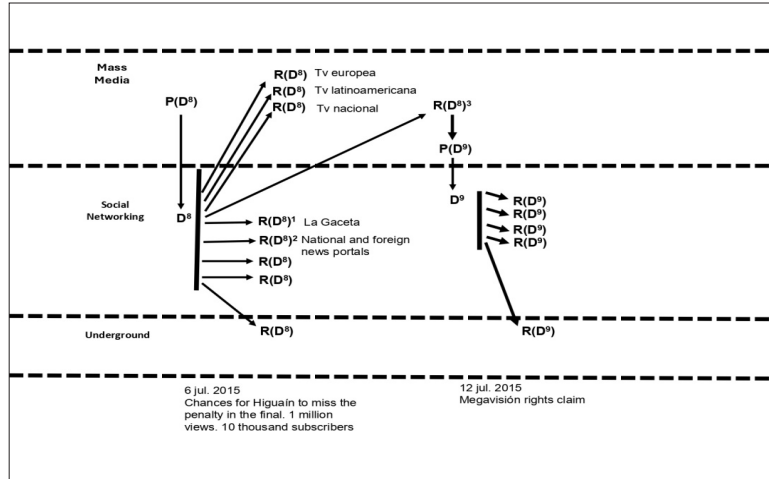 Mass
Media
P(D⁸)
R(D⁸) Tv europea
R(D⁸) Tv latinoamericana
R(D⁸) Tv nacional
R(D⁸)³
P(D⁹)
Social
Networking
D⁸
R(D⁸)¹ La Gaceta
R(D⁸)² National and foreign
news portals
R(D⁸)
R(D⁸)
D⁹
R(D⁹)
R(D⁹)
R(D⁹)
R(D⁹)
Underground
R(D⁸)
R(D⁹)
6 jul. 2015
Chances for Higuaín to miss the
penalty in the final. 1 million
views. 10 thousand subscribers
12 jul. 2015
Megavisión rights claim